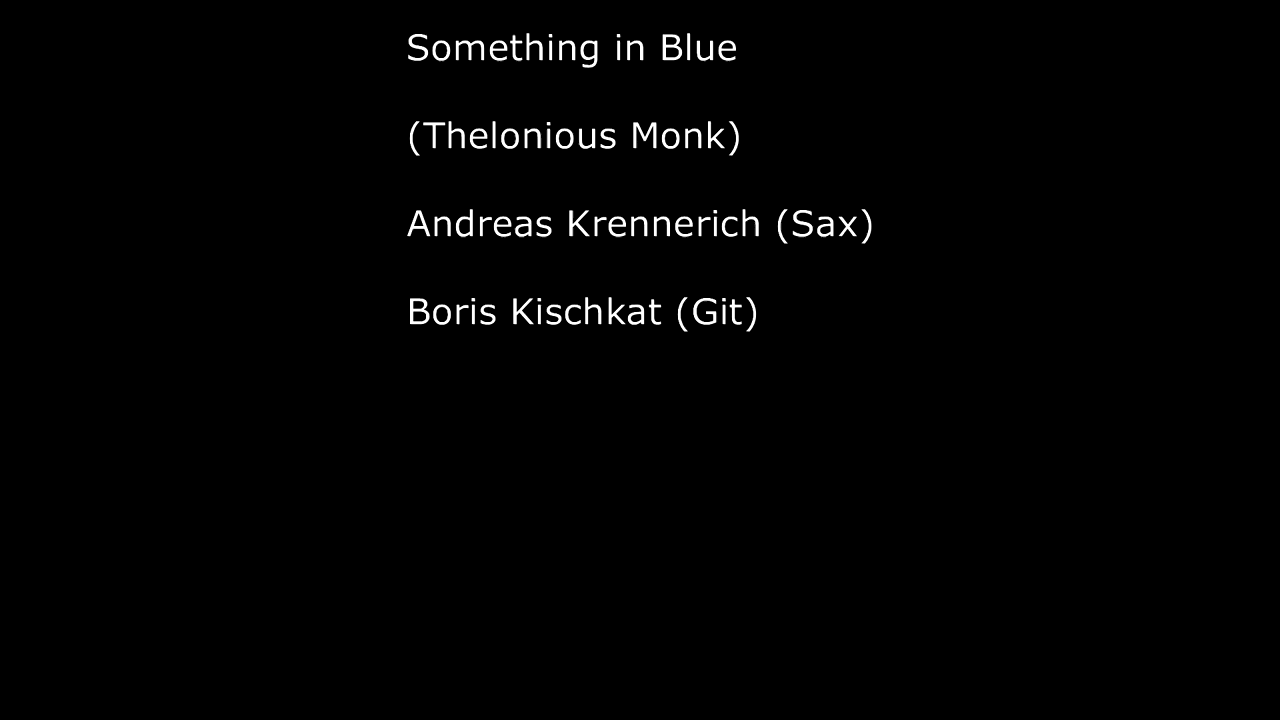 Something in Blue
(Thelonious Monk)
Andreas Krennerich (Sax)
Boris Kischkat (Git)